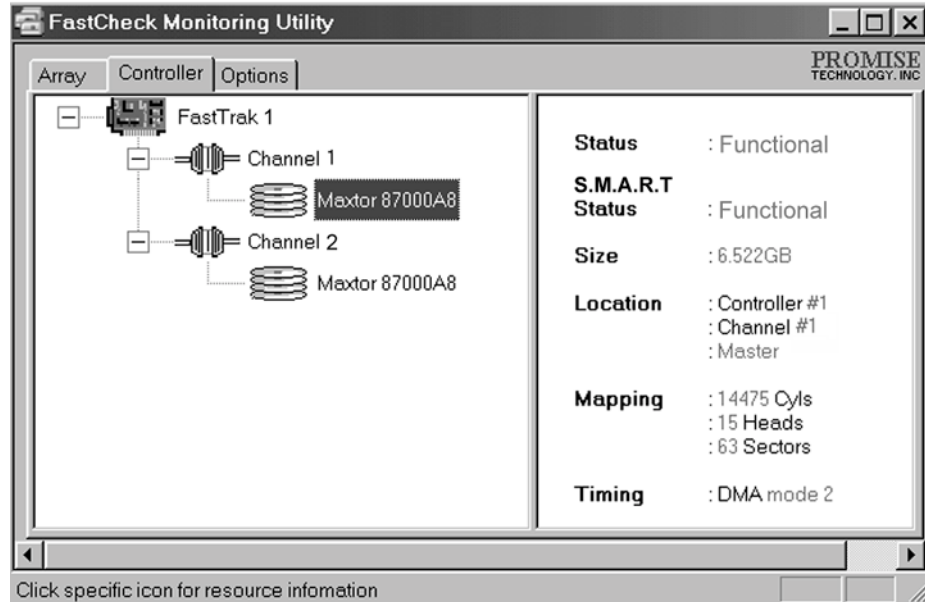 FastCheck Monitoring Utility
PROMISE
TECHNOLOGY. INC
Array Controller Options
FastTrak 1
Channel 1
Maxtor 87000A8
Channel 2
Maxtor 87000A8
Status : Functional
S.M.A.R.T
Status : Functional
Size : 6.522GB
Location : Controller #1
: Channel #1
: Master
Mapping : 14475 Cyls
: 15 Heads
: 63 Sectors
Timing : DMA mode 2
Click specific icon for resource infomation